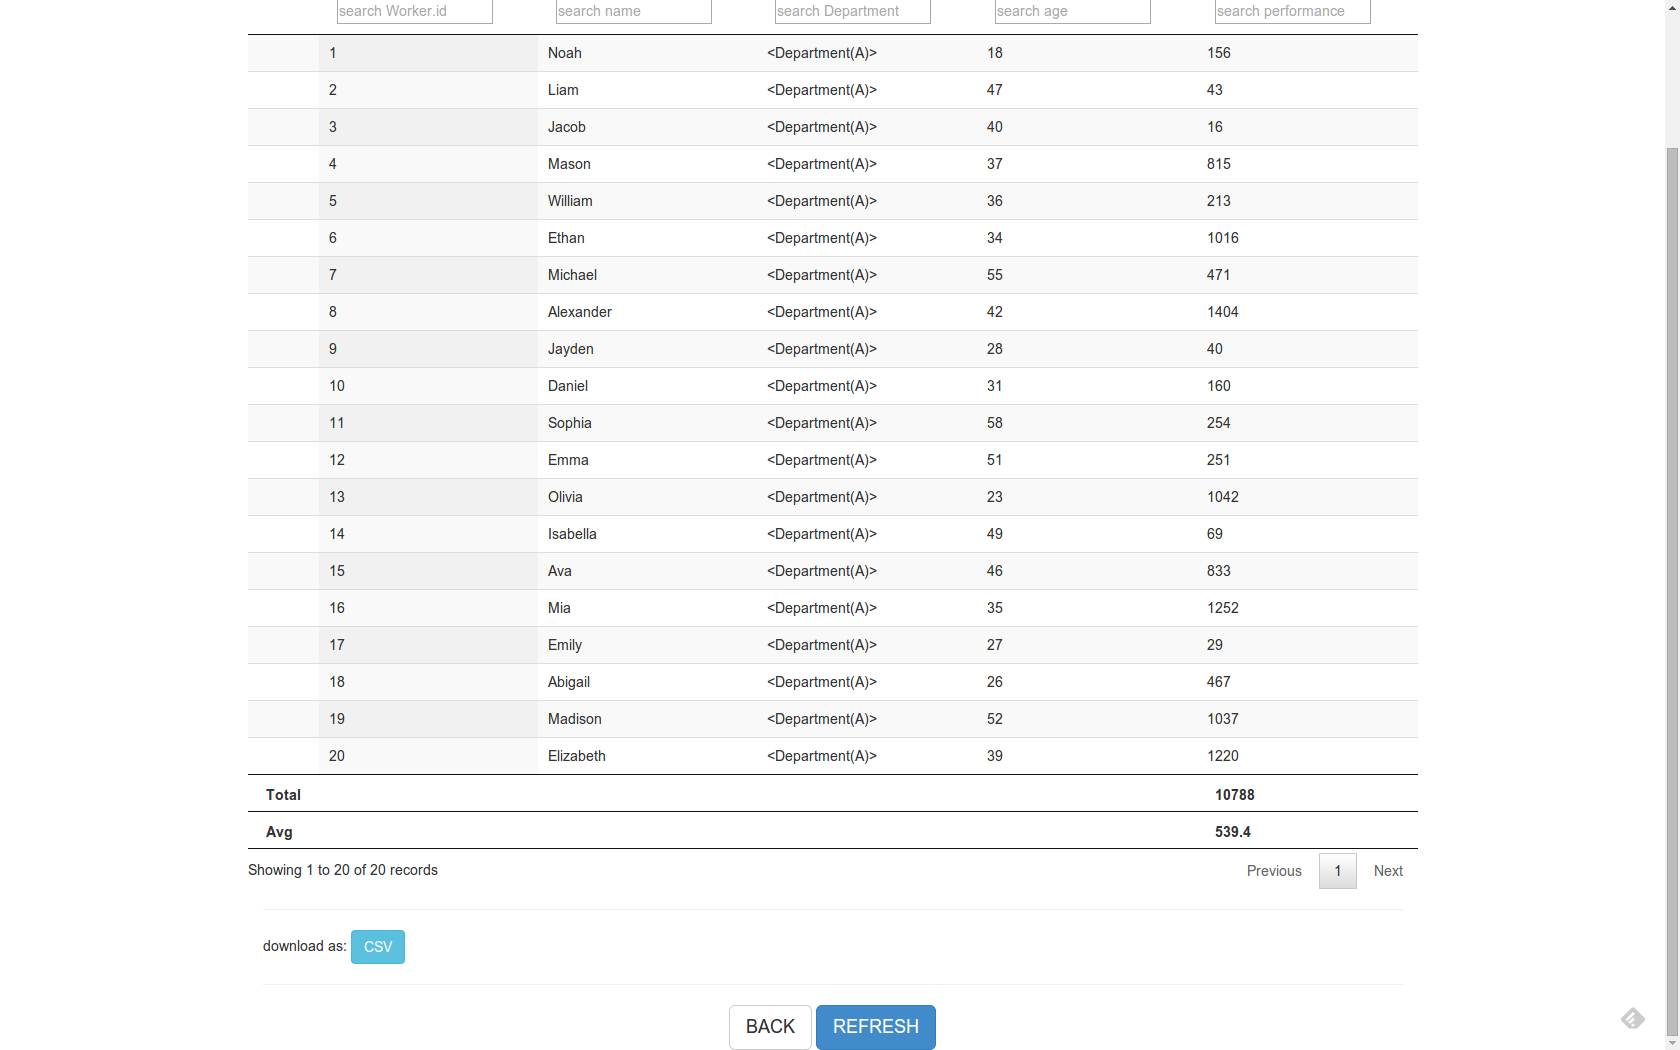 search Worker.id search name search Department search age search performance
1 Noah <Department(A)> 18 156
2 Liam <Department(A)> 47 43
3 Jacob <Department(A)> 40 16
4 Mason <Department(A)> 37 815
5 William <Department(A)> 36 213
6 Ethan <Department(A)> 34 1016
7 Michael <Department(A)> 55 471
8 Alexander <Department(A)> 42 1404
9 Jayden <Department(A)> 28 40
10 Daniel <Department(A)> 31 160
11 Sophia <Department(A)> 58 254
12 Emma <Department(A)> 51 251
13 Olivia <Department(A)> 23 1042
14 Isabella <Department(A)> 49 69
15 Ava <Department(A)> 46 833
16 Mia <Department(A)> 35 1252
17 Emily <Department(A)> 27 29
18 Abigail <Department(A)> 26 467
19 Madison <Department(A)> 52 1037
20 Elizabeth <Department(A)> 39 1220
Total 10788
Avg 539.4
Showing 1 to 20 of 20 records Previous 1 Next
download as: CSV
BACK REFRESH